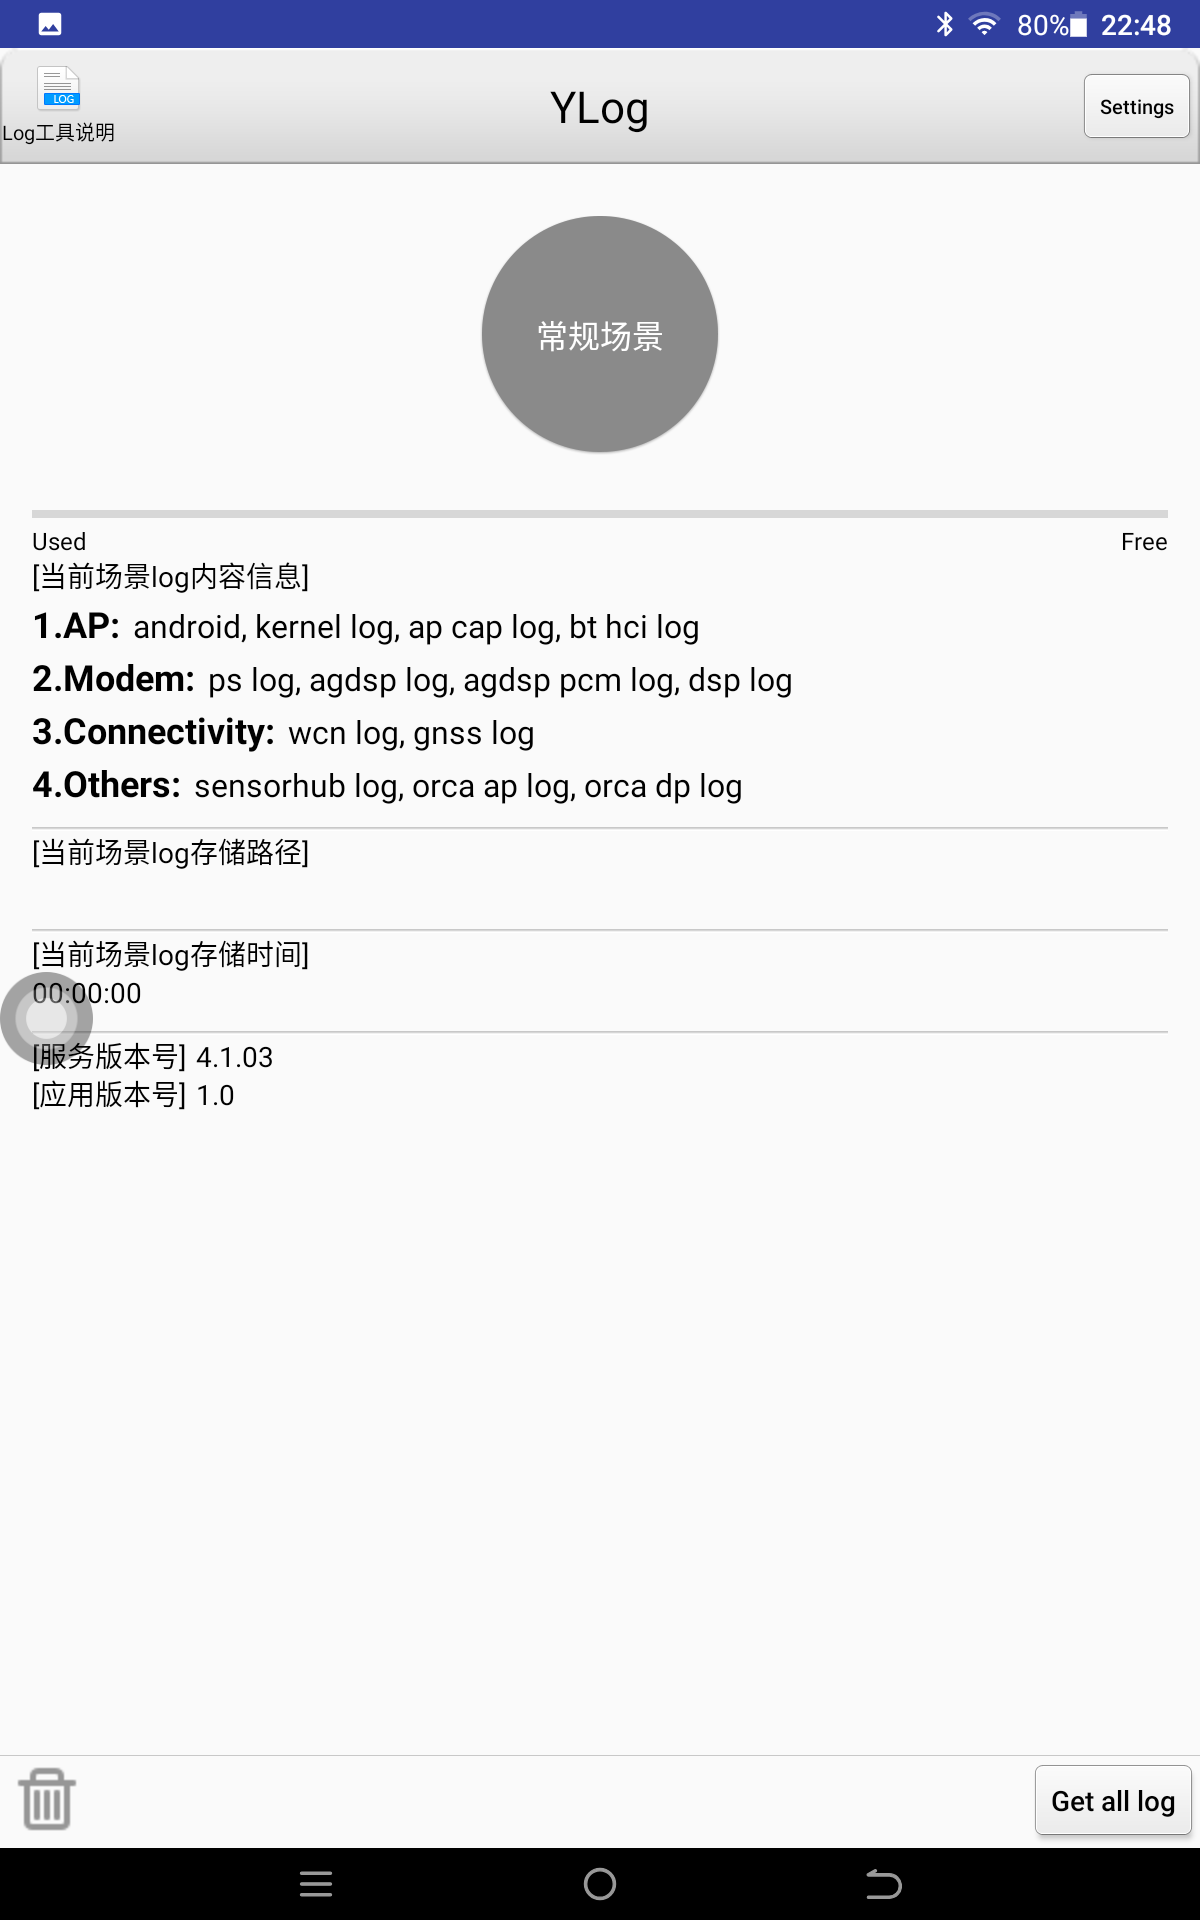 80% 22:48
LOG
Log工具说明
YLog
Settings
常规场景
Used Free
[当前场景log内容信息]
1.AP: android, kernel log, ap cap log, bt hci log
2.Modem: ps log, agdsp log, agdsp pcm log, dsp log
3.Connectivity: wcn log, gnss log
4.Others: sensorhub log, orca ap log, orca dp log
[当前场景log存储路径]
[当前场景log存储时间]
00:00:00
[服务版本号] 4.1.03
[应用版本号] 1.0
Get all log